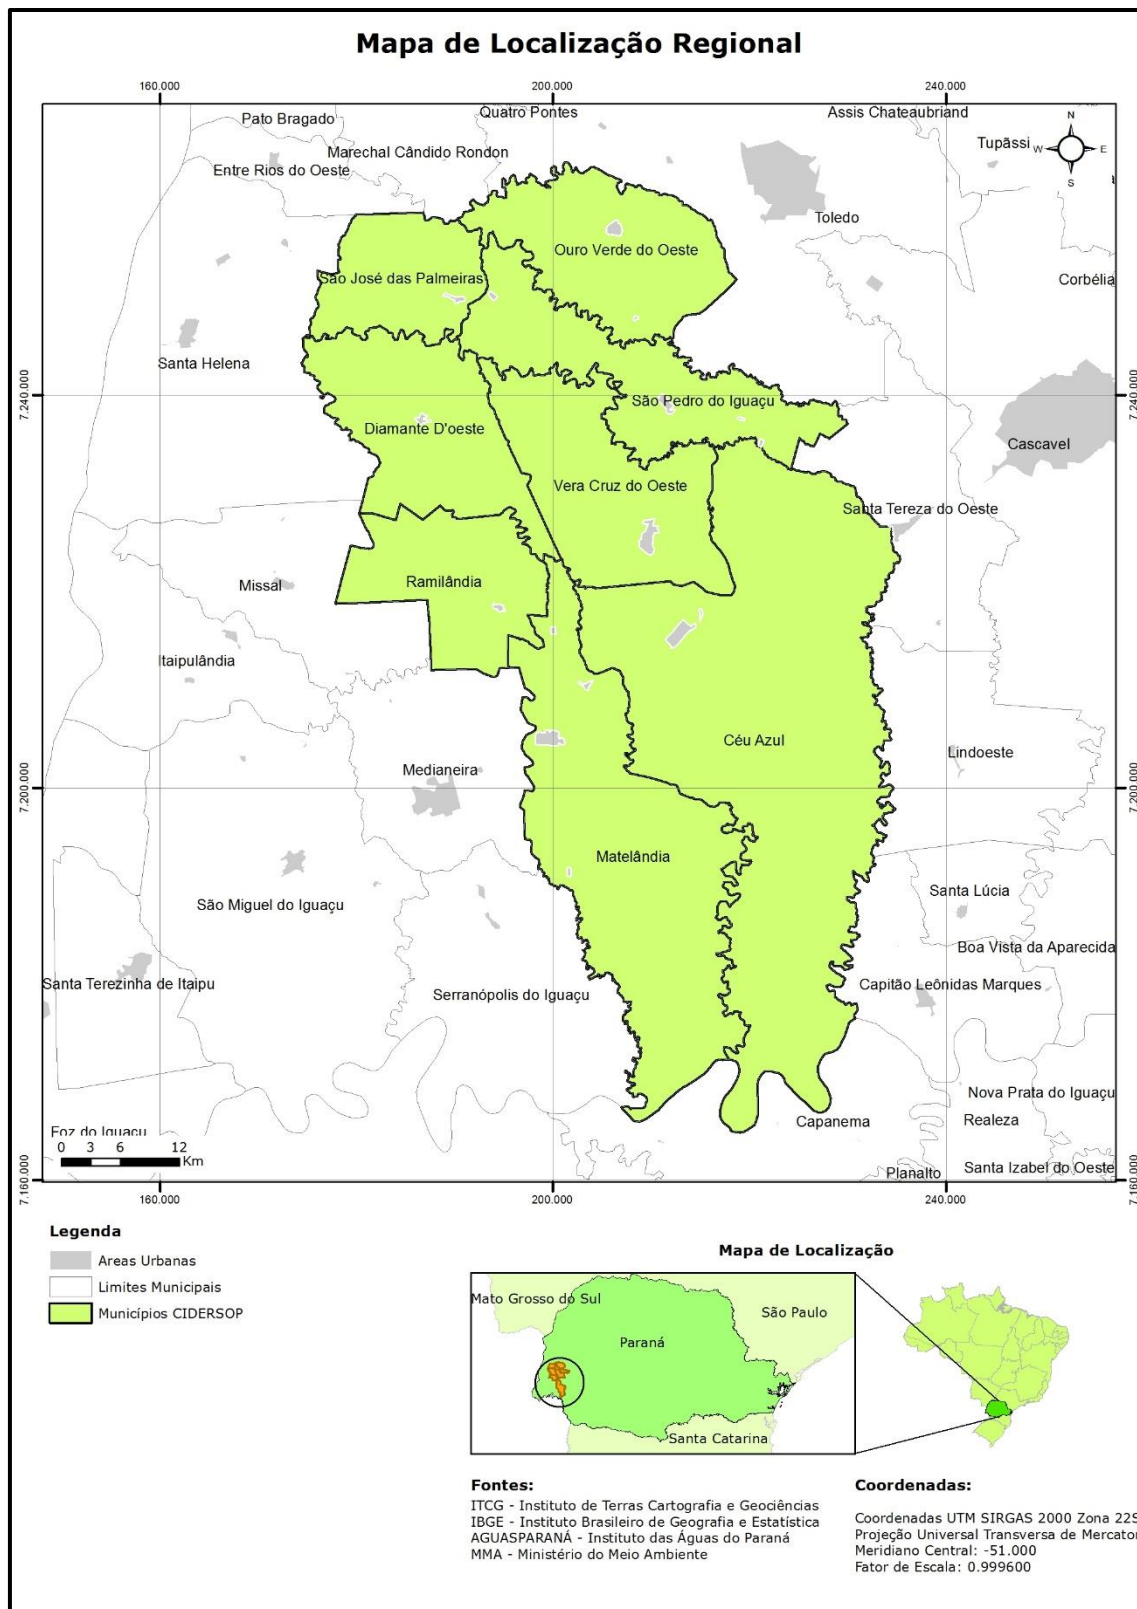 Mapa de Localização Regional
160.000
200.000
240.000
Pato Bragado
Quatro Pontes
Assis Chateaubriand
N
Marechal Cândido Rondon
Tupãssi
W
E
Entre Rios do Oeste
S
Toledo
Ouro Verde do Oeste
São José das Palmeiras
Corbélia
Santa Helena
7.240.000
7.240.000
São Pedro do Iguaçu
Diamante D'oeste
Cascavel
Vera Cruz do Oeste
Santa Tereza do Oeste
Missal
Ramilândia
Itaipulândia
Céu Azul
Lindoeste
Medianeira
7.200.000
7.200.000
Matelândia
São Miguel do Iguaçu
Santa Lúcia
Boa Vista da Aparecida
Santa Terezinha de Itaipu
Serranópolis do Iguaçu
Capitão Leônidas Marques
Nova Prata do Iguaçu
Capanema
Realeza
Foz do Iguaçu
0 3 6 12
Km
Planalto
Santa Izabel do Oeste
7.160.000
7.160.000
160.000
200.000
240.000
Legenda
Areas Urbanas
Limites Municipais
Municípios CIDERSOP
Mapa de Localização
Mato Grosso do Sul
São Paulo
Paraná
Santa Catarina
Fontes:
ITCG - Instituto de Terras Cartografia e Geociências
IBGE - Instituto Brasileiro de Geografia e Estatística
AGUASPARANÁ - Instituto das Águas do Paraná
MMA - Ministério do Meio Ambiente
Coordenadas:
Coordenadas UTM SIRGAS 2000 Zona 22S
Projeção Universal Transversa de Mercator
Meridiano Central: -51.000
Fator de Escala: 0.999600